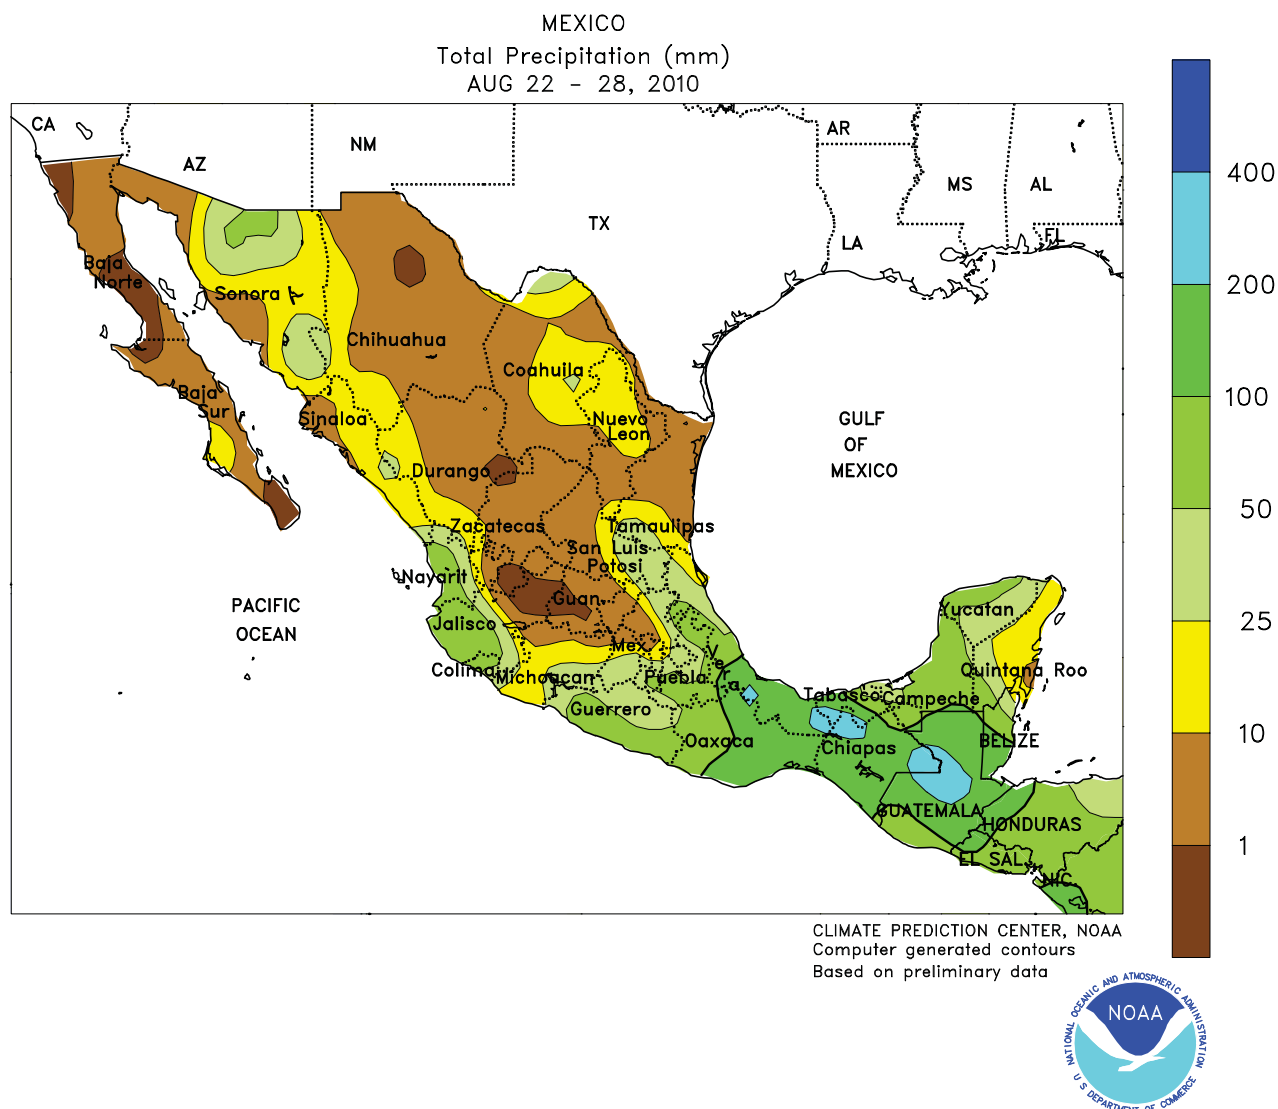 MEXICO
Total Precipitation (mm)
AUG 22 - 28, 2010
CA
AZ
NM
TX
AR
MS
AL
LA
FL
Baja
Norte
Sonora
Chihuahua
Coahuila
Baja
Sur
Sinaloa
Nuevo
Leon
Durango
Zacatecas
Tamaulipas
San Luis
Potosi
Nayarit
Guan.
Jalisco
Mex.
Colima
Michoacan
Puebla
Vera.
Guerrero
Oaxaca
Tabasco
Campeche
Chiapas
Yucatan
Quintana Roo
BELIZE
GUATEMALA
HONDURAS
EL SAL.
NIC.
GULF
OF
MEXICO
PACIFIC
OCEAN
400
200
100
50
25
10
1
CLIMATE PREDICTION CENTER, NOAA
Computer generated contours
Based on preliminary data
NATIONAL OCEANIC AND ATMOSPHERIC ADMINISTRATION
NOAA
U S DEPARTMENT OF COMMERCE